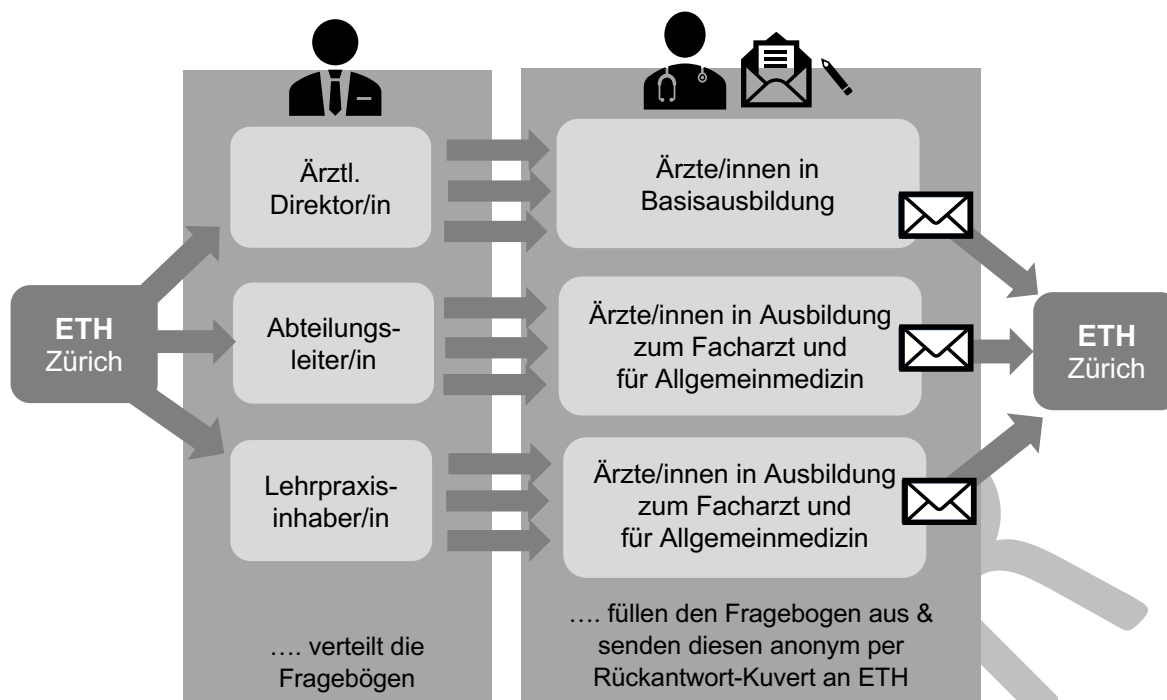 ETH
Zürich
Ärztl.
Direktor/in
Abteilungs-
leiter/in
Lehrpraxis-
inhaber/in
…. verteilt die
Fragebögen
Ärzte/innen in
Basisausbildung
Ärzte/innen in Ausbildung
zum Facharzt und
für Allgemeinmedizin
Ärzte/innen in Ausbildung
zum Facharzt und
für Allgemeinmedizin
…. füllen den Fragebogen aus &
senden diesen anonym per
Rückantwort-Kuvert an ETH
ETH
Zürich